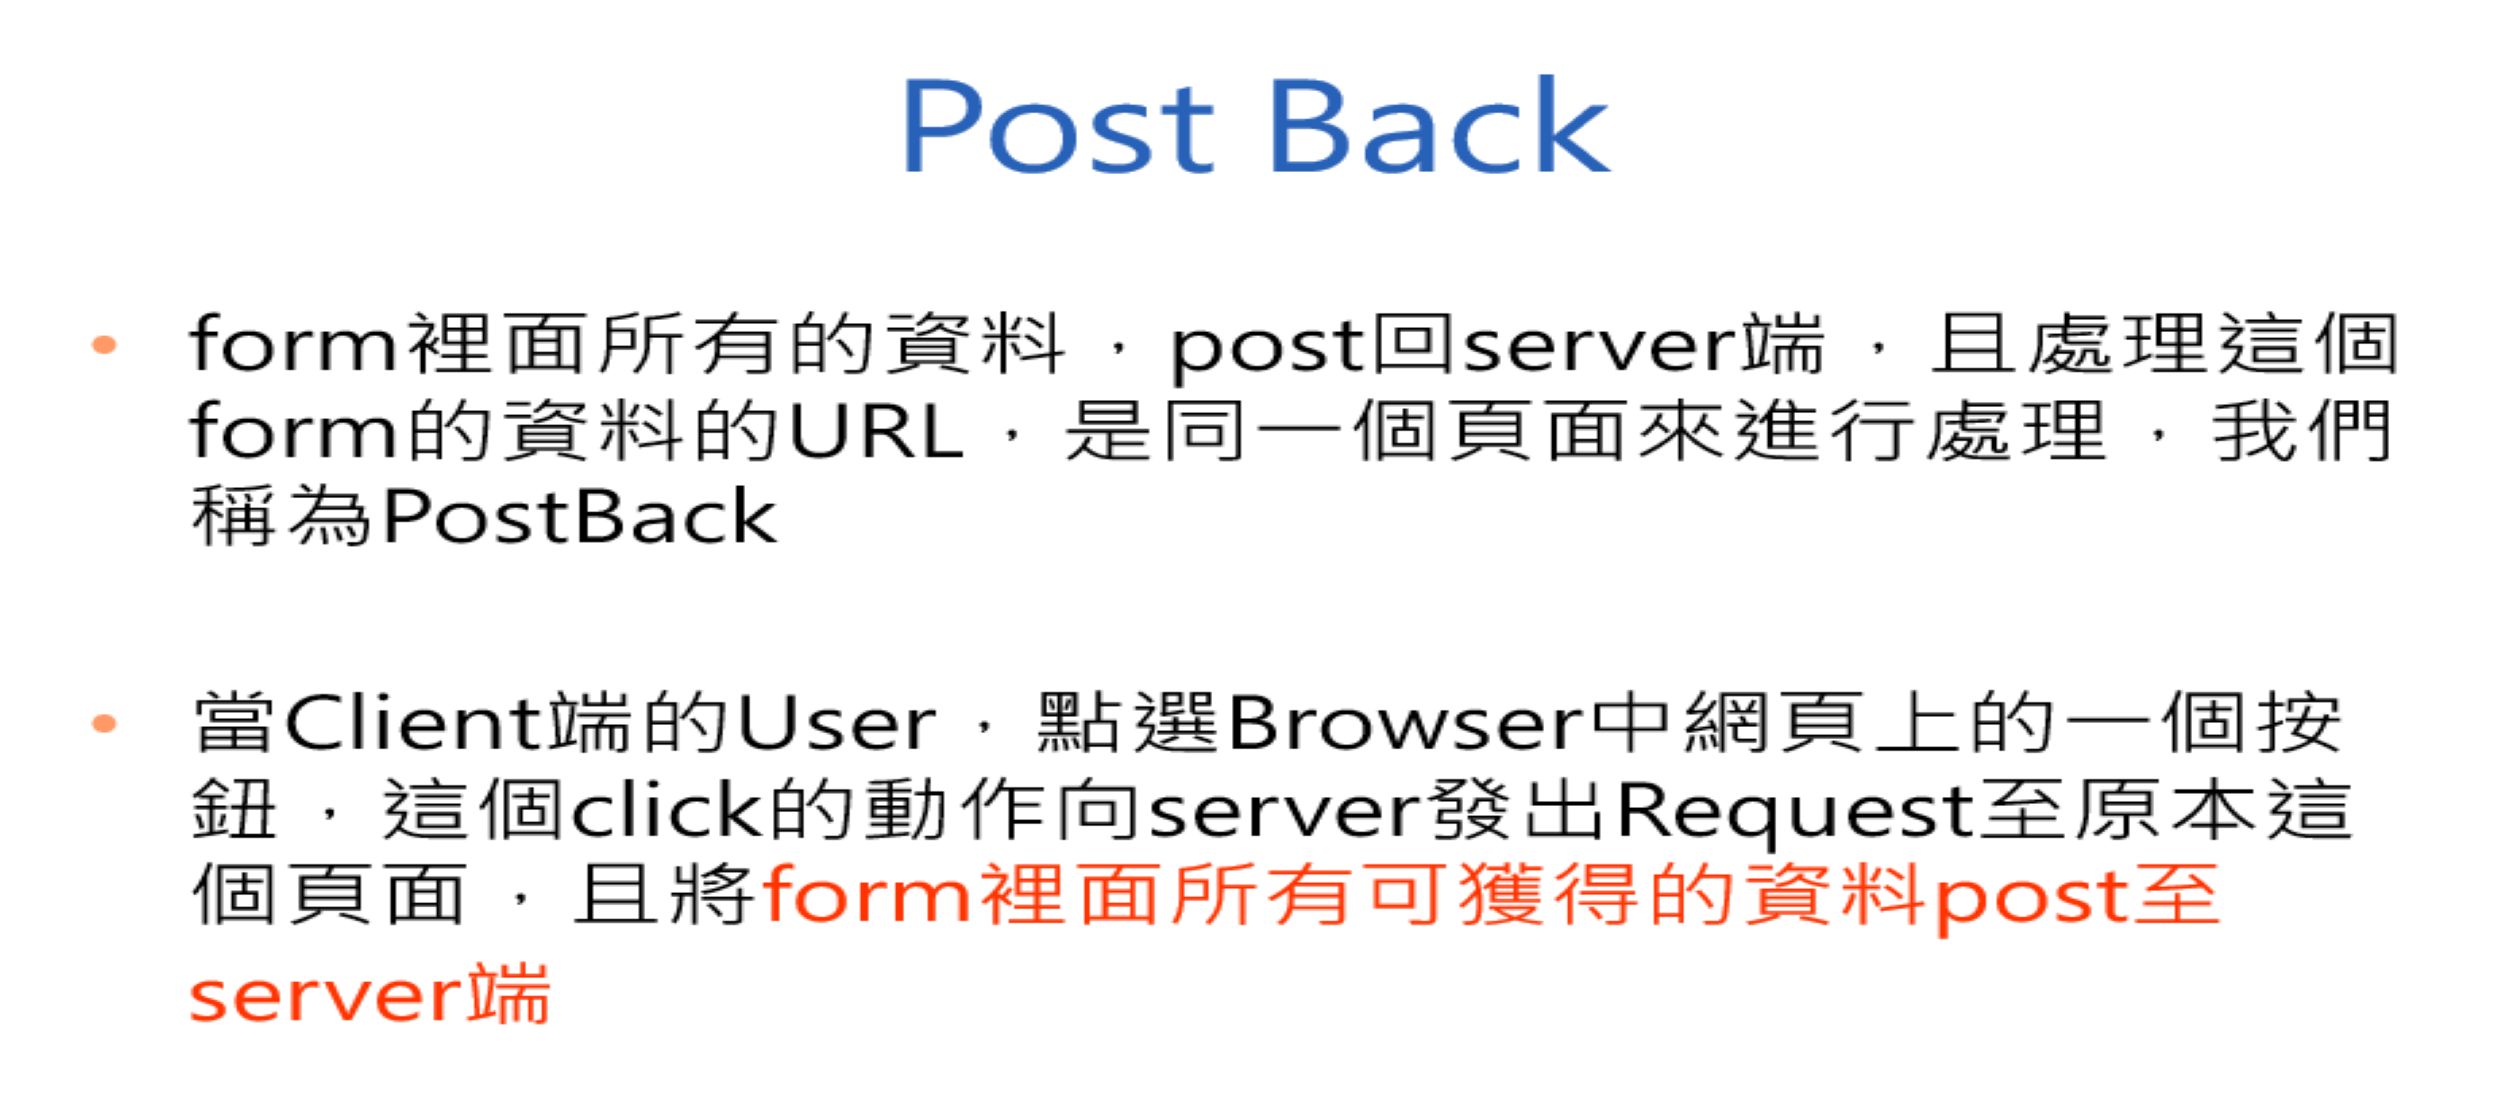 Post Back
form裡面所有的資料，post回server端，且處理這個
form的資料的URL，是同一個頁面來進行處理，我們
稱為PostBack
當Client端的User，點選Browser中網頁上的一個按
鈕，這個click的動作向server發出Request至原本這
個頁面，且將form裡面所有可獲得的資料post至
server端